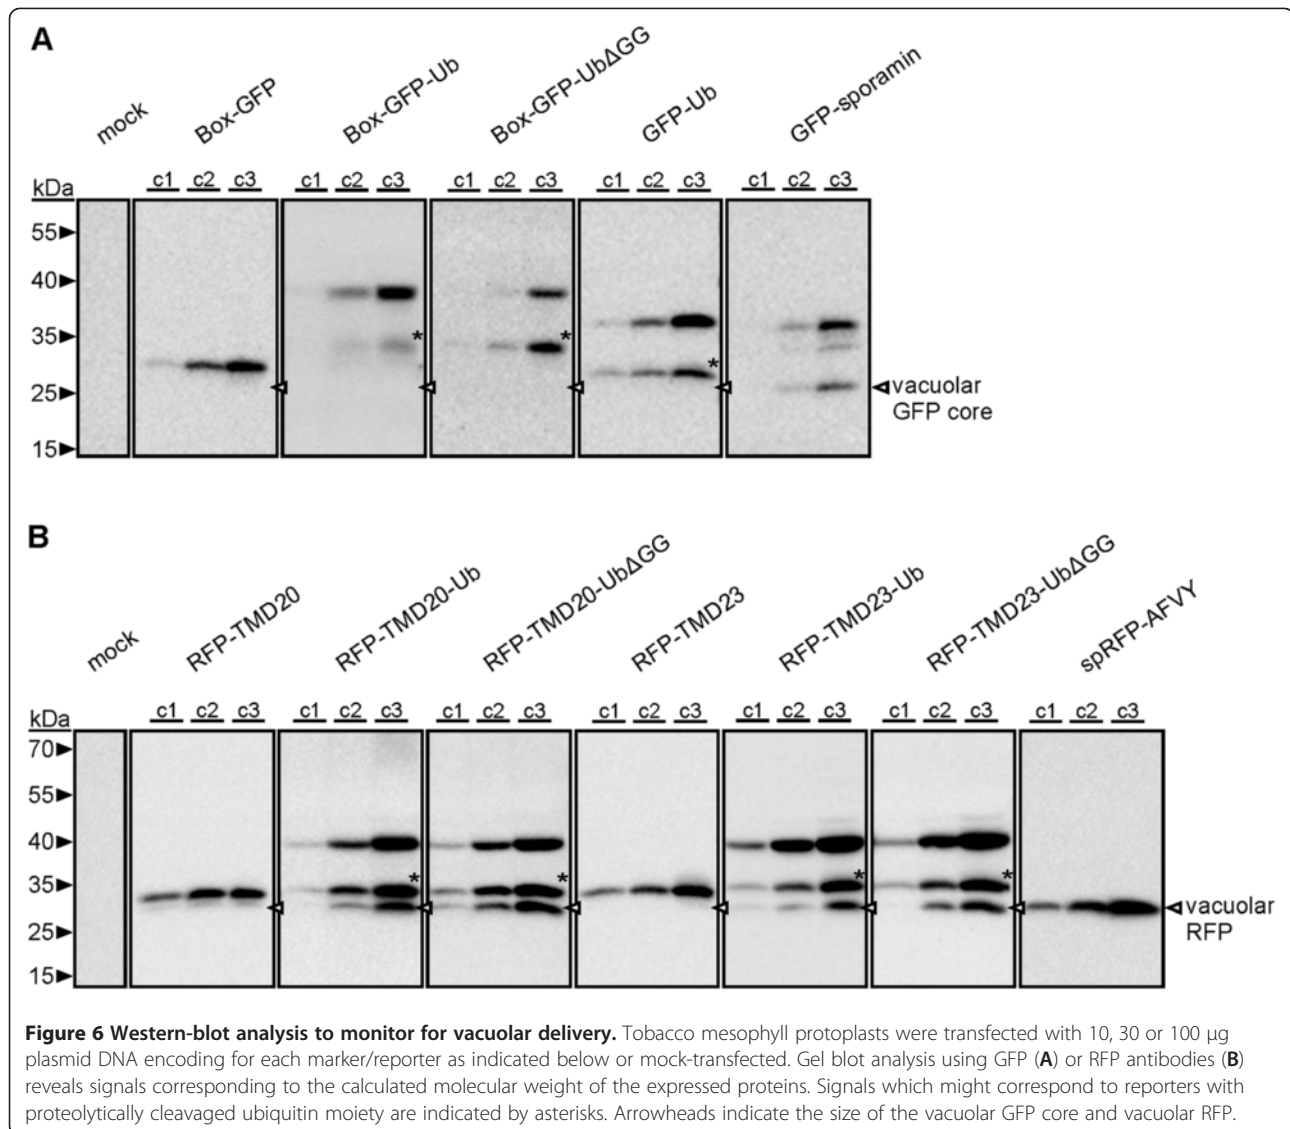 A
mock
Box-GFP
Box-GFP-Ub
Box-GFP-UbΔGG
GFP-Ub
GFP-sporamin
kDa
c1 c2 c3 c1 c2 c3 c1 c2 c3 c1 c2 c3 c1 c2 c3
55
40
35
25
15
*
*
*
vacuolar
GFP core
B
mock
RFP-TMD20
RFP-TMD20-Ub
RFP-TMD20-UbΔGG
RFP-TMD23
RFP-TMD23-Ub
RFP-TMD23-UbΔGG
spRFP-AFVY
kDa
c1 c2 c3 c1 c2 c3 c1 c2 c3 c1 c2 c3 c1 c2 c3 c1 c2 c3 c1 c2 c3
70
55
40
35
25
15
*
*
*
*
vacuolar
RFP
Figure 6 Western-blot analysis to monitor for vacuolar delivery. Tobacco mesophyll protoplasts were transfected with 10, 30 or 100 μg
plasmid DNA encoding for each marker/reporter as indicated below or mock-transfected. Gel blot analysis using GFP (A) or RFP antibodies (B)
reveals signals corresponding to the calculated molecular weight of the expressed proteins. Signals which might correspond to reporters with
proteolytically cleavaged ubiquitin moiety are indicated by asterisks. Arrowheads indicate the size of the vacuolar GFP core and vacuolar RFP.